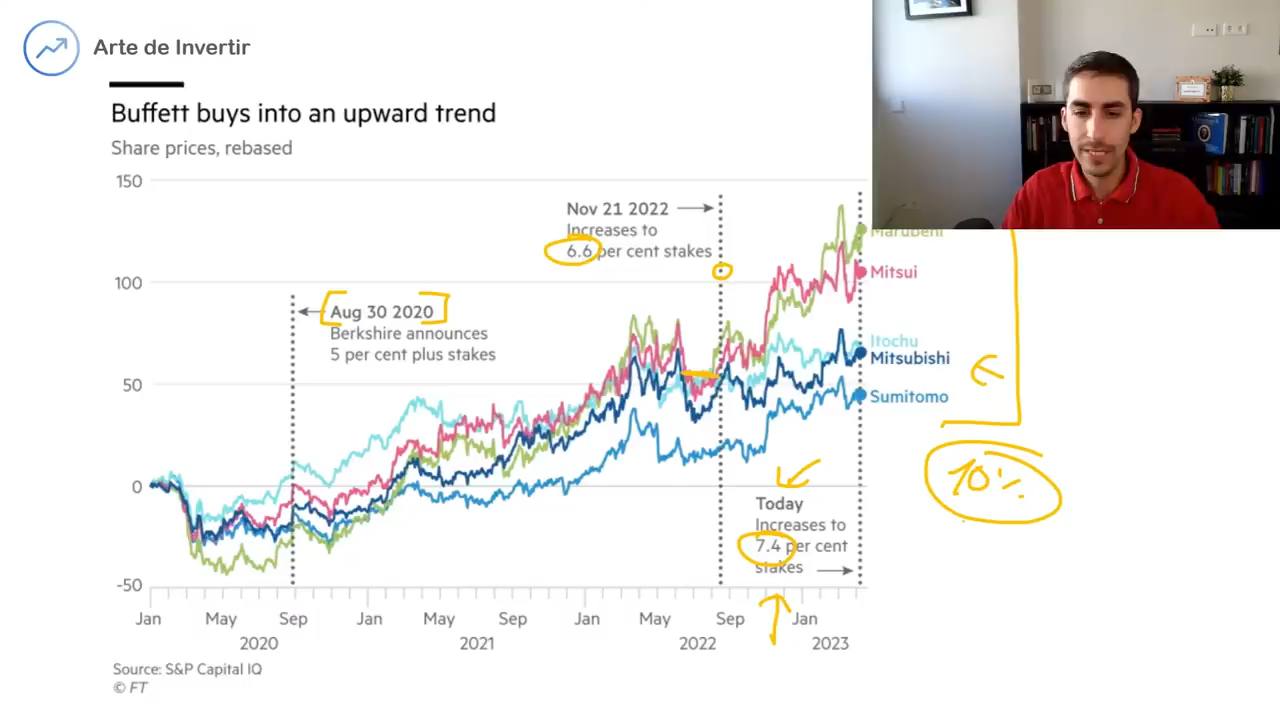 Arte de Invertir
Buffett buys into an upward trend
Share prices, rebased
150
100
50
0
-50
Nov 21 2022
Increases to
6.6 per cent stakes
Aug 30 2020
Berkshire announces
5 per cent plus stakes
Marubeni
Mitsui
Itochu
Mitsubishi
Sumitomo
10%
Today
Increases to
7.4 per cent
stakes
Jan May Sep Jan May Sep Jan May Sep Jan
2020 2021 2022 2023
Source: S&P Capital IQ
© FT